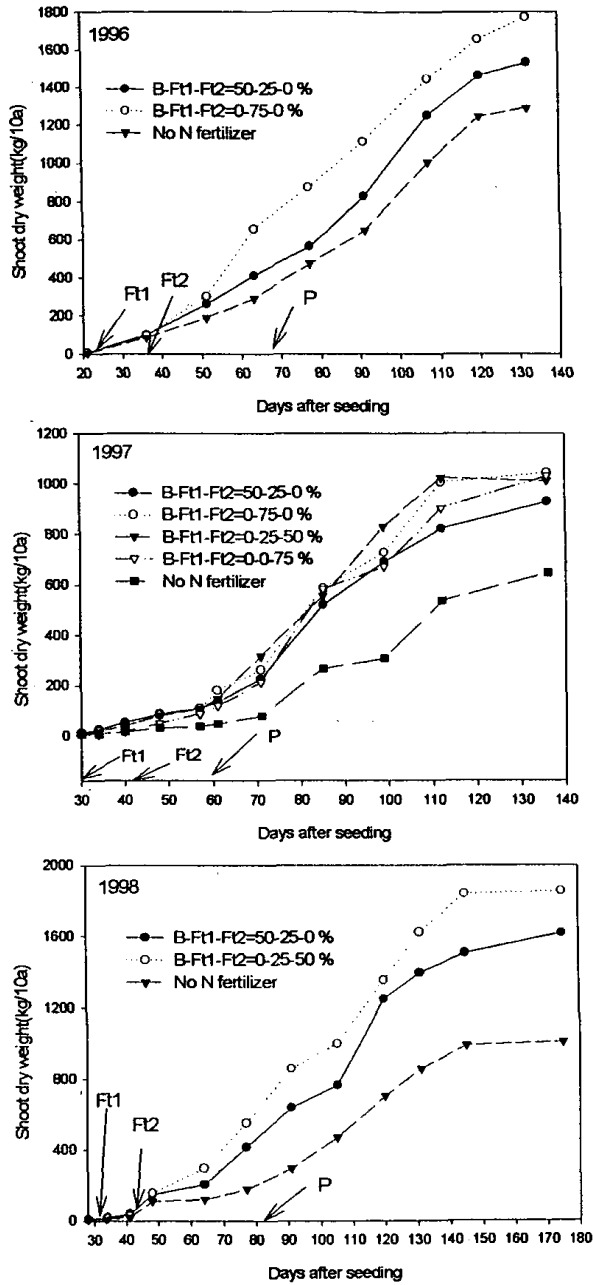 1996
B-Ft1-Ft2=50-25-0 %
B-Ft1-Ft2=0-75-0 %
No N fertilizer
Shoot dry weight(kg/10a)
1800
1600
1400
1200
1000
800
600
400
200
0
Ft1
Ft2
P
20 30 40 50 60 70 80 90 100 110 120 130 140
Days after seeding
1997
B-Ft1-Ft2=50-25-0 %
B-Ft1-Ft2=0-75-0 %
B-Ft1-Ft2=0-25-50 %
B-Ft1-Ft2=0-0-75 %
No N fertilizer
Shoot dry weight(kg/10a)
1200
1000
800
600
400
200
0
Ft1
Ft2
P
30 40 50 60 70 80 90 100 110 120 130 140
Days after seeding
1998
B-Ft1-Ft2=50-25-0 %
B-Ft1-Ft2=0-25-50 %
No N fertilizer
Shoot dry weight(kg/10a)
2000
1600
1200
800
400
0
Ft1
Ft2
P
30 40 50 60 70 80 90 100 110 120 130 140 150 160 170 180
Days after seeding